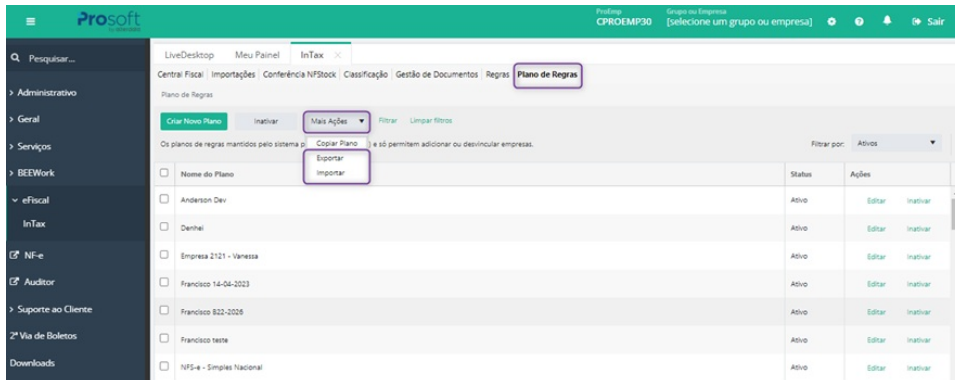 Prosoft
ProEmp
CPROEMP30
Grupo ou Empresa
[selecione um grupo ou empresa]
Sair
Pesquisar...
Administrativo
Geral
Serviços
BEEWork
eFiscal
InTax
NF-e
Auditor
Suporte ao Cliente
2ª Via de Boletos
Downloads
LiveDesktop Meu Painel InTax
Central Fiscal Importações Conferência NFStock Classificação Gestão de Documentos Regras Plano de Regras
Plano de Regras
Criar Novo Plano Inativar Mais Ações Filtrar Limpar filtros
Os planos de regras mantidos pelo sistema p ) e só permitem adicionar ou desvincular empresas. Filtrar por: Ativos
Copiar Plano
Exportar
Importar
Nome do Plano Status Ações
Anderson Dev Ativo Editar Inativar
Denhei Ativo Editar Inativar
Empresa 2121 - Vanessa Ativo Editar Inativar
Francisco 14-04-2023 Ativo Editar Inativar
Francisco 822-2026 Ativo Editar Inativar
Francisco teste Ativo Editar Inativar
NFS-e - Simples Nacional Ativo Editar Inativar